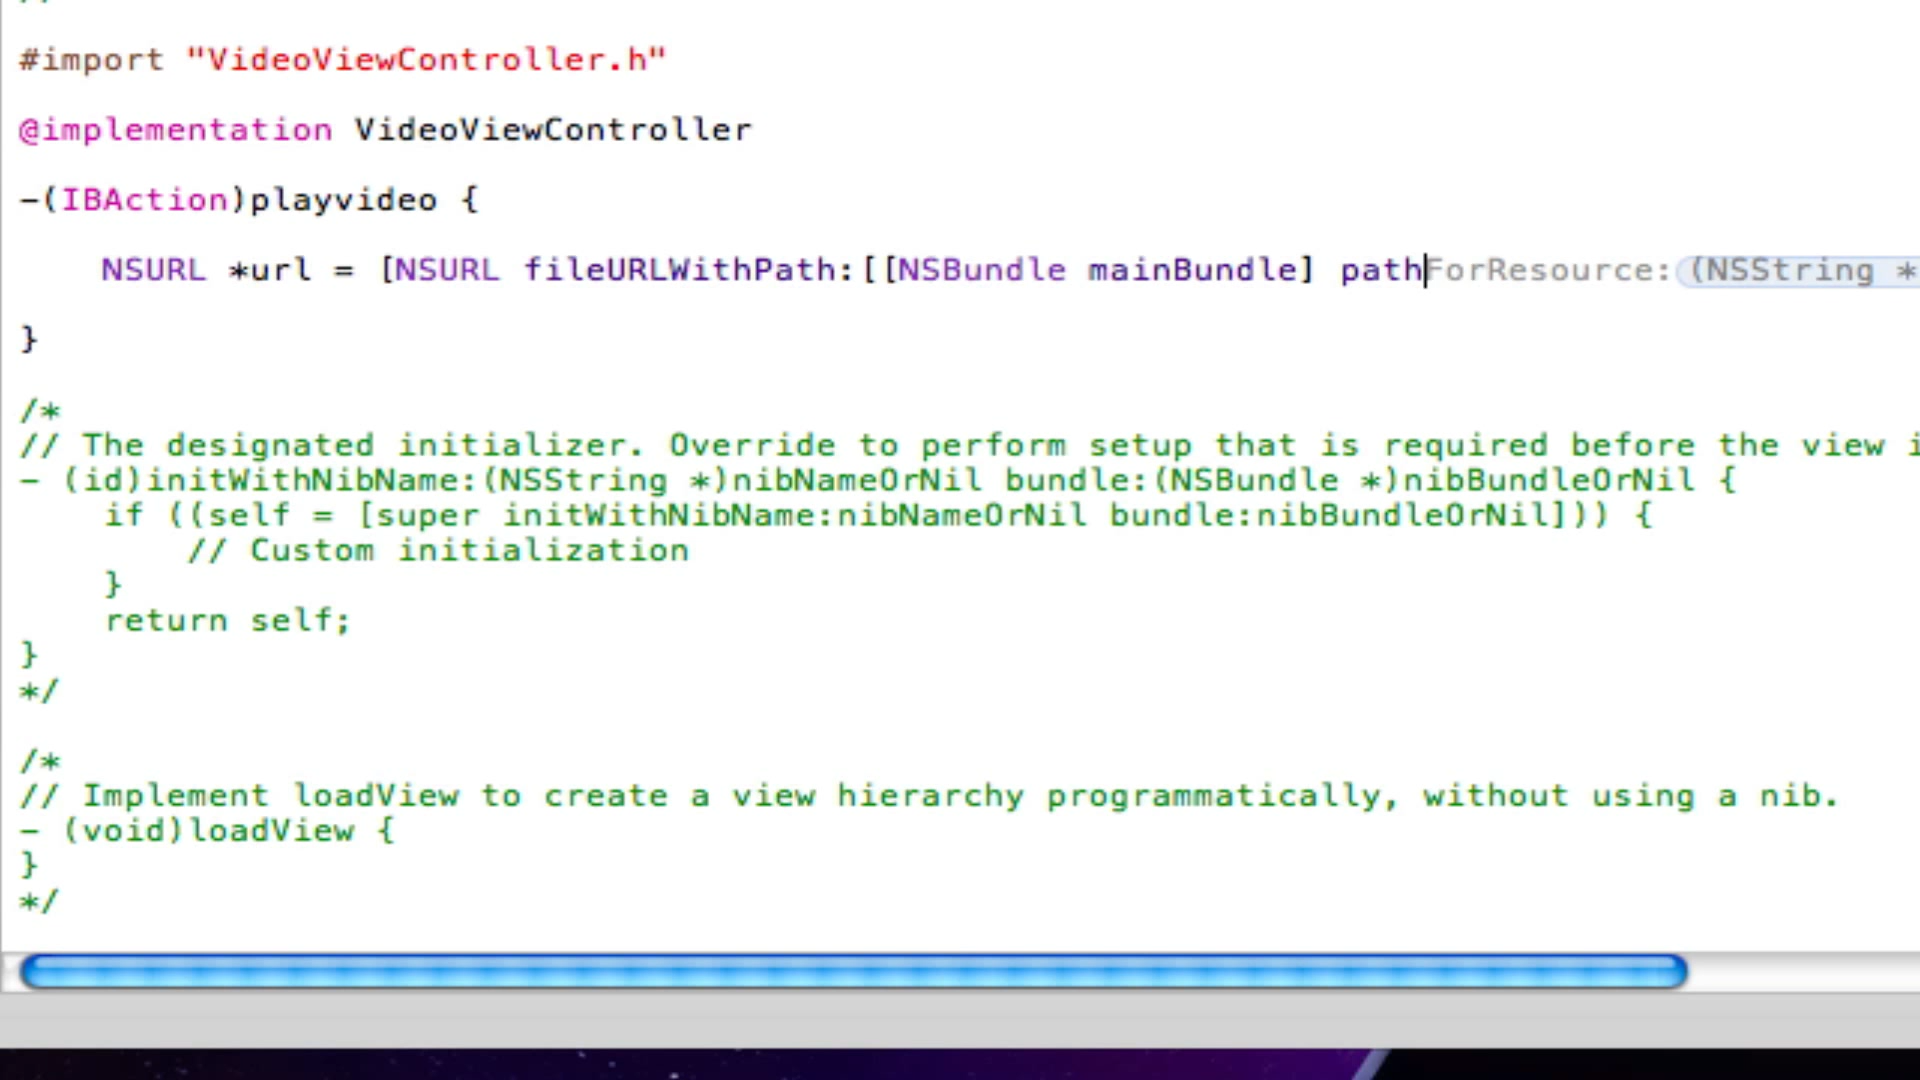 #import "VideoViewController.h"
@implementation VideoViewController
-(IBAction)playvideo {
NSURL *url = [NSURL fileURLWithPath:[[NSBundle mainBundle] pathForResource:(NSString *
}
/*
// The designated initializer. Override to perform setup that is required before the view
- (id)initWithNibName:(NSString *)nibNameOrNil bundle:(NSBundle *)nibBundleOrNil {
if ((self = [super initWithNibName:nibNameOrNil bundle:nibBundleOrNil])) {
// Custom initialization
}
return self;
}
*/
/*
// Implement loadView to create a view hierarchy programmatically, without using a nib.
- (void)loadView {
}
*/